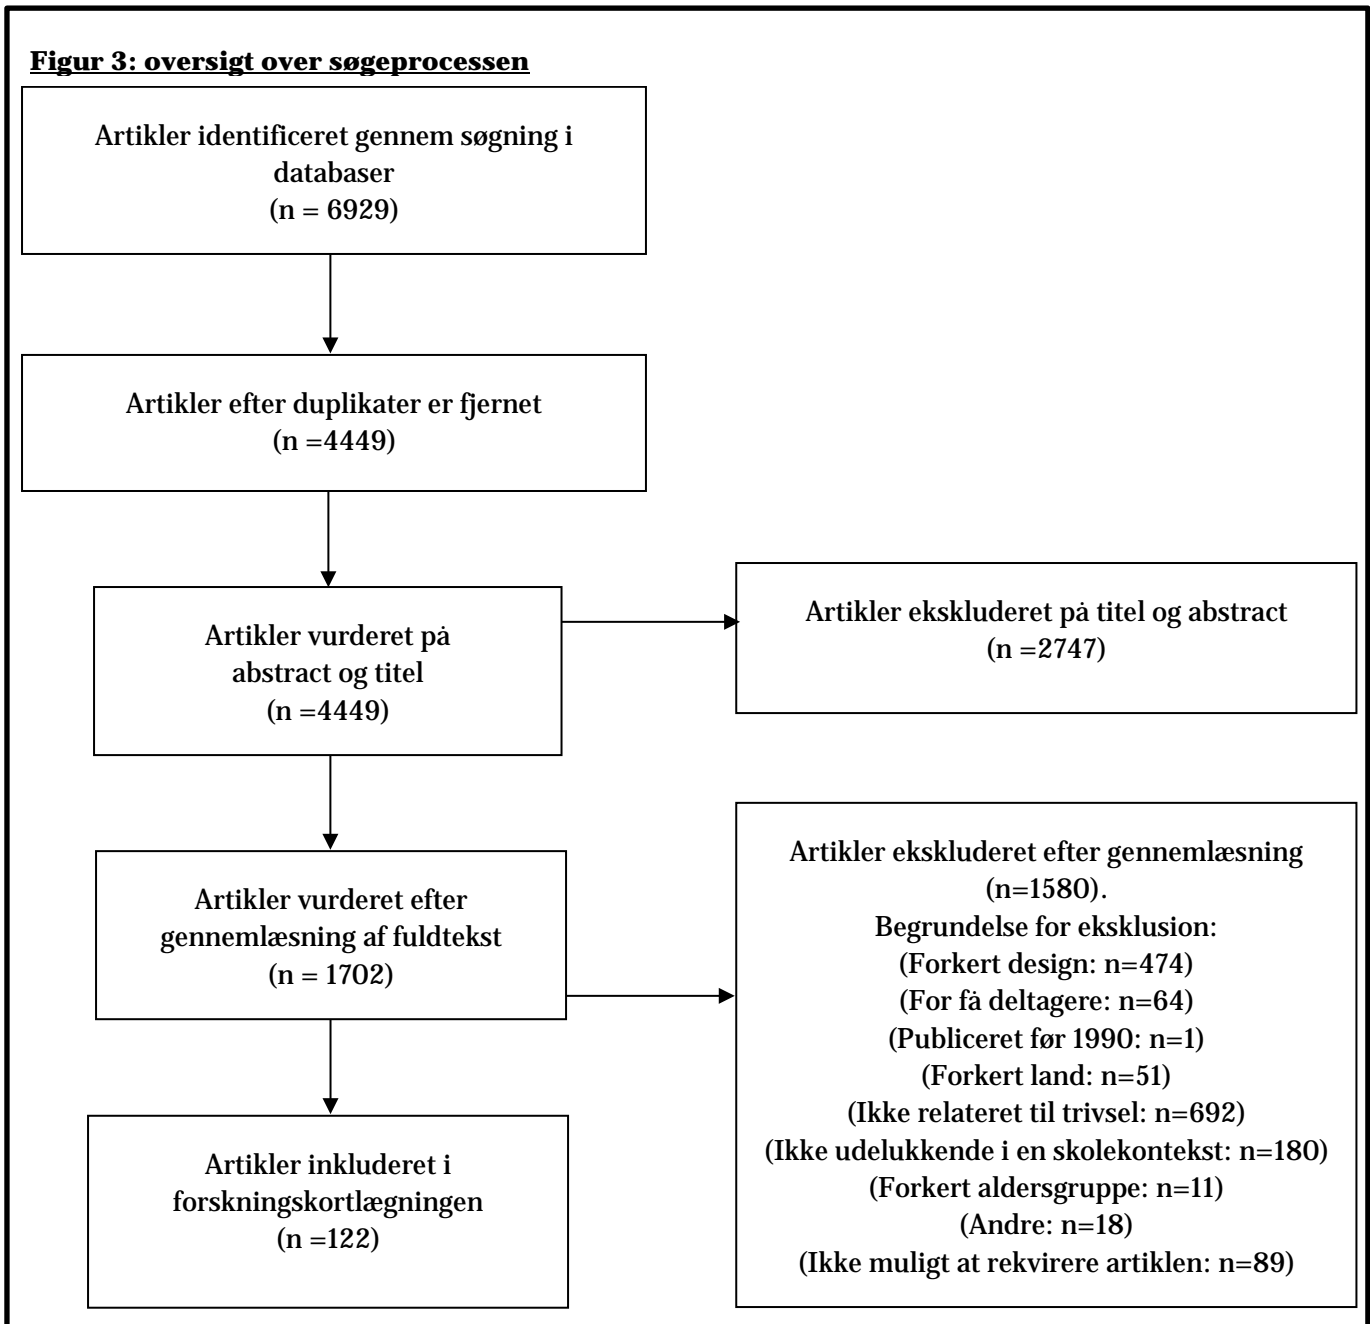 Figur 3: oversigt over søgeprocessen
Artikler identificeret gennem søgning i
databaser
(n = 6929)
Artikler efter duplikater er fjernet
(n =4449)
Artikler vurderet på
abstract og titel
(n =4449)
Artikler ekskluderet på titel og abstract
(n =2747)
Artikler vurderet efter
gennemlæsning af fuldtekst
(n = 1702)
Artikler ekskluderet efter gennemlæsning
(n=1580).
Begrundelse for eksklusion:
(Forkert design: n=474)
(For få deltagere: n=64)
(Publiceret før 1990: n=1)
(Forkert land: n=51)
(Ikke relateret til trivsel: n=692)
(Ikke udelukkende i en skolekontekst: n=180)
(Forkert aldersgruppe: n=11)
(Andre: n=18)
(Ikke muligt at rekvirere artiklen: n=89)
Artikler inkluderet i
forskningskortlægningen
(n =122)